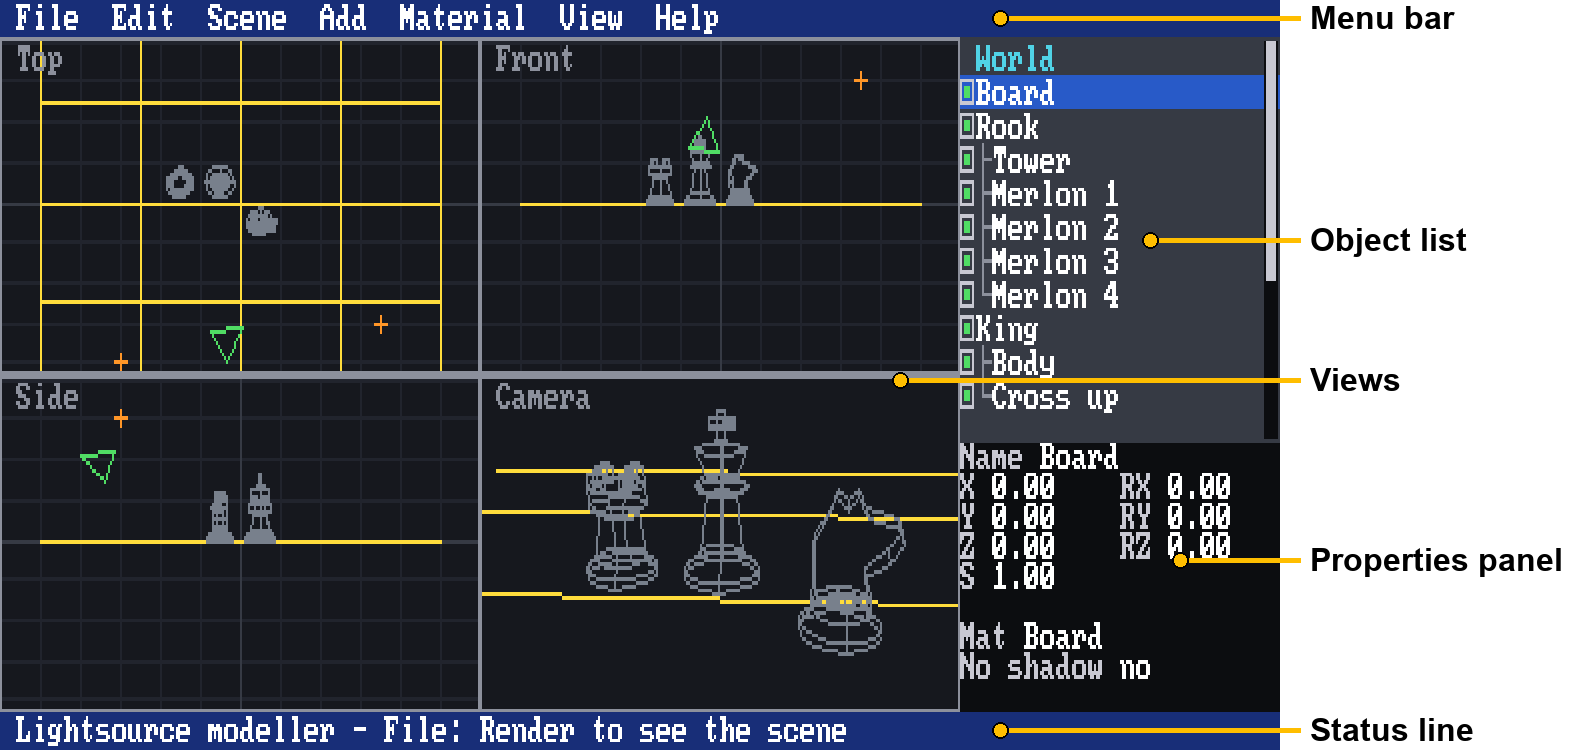 File Edit Scene Add Material View Help
Menu bar
Top
Front
World
Board
Rook
Tower
Merlon 1
Merlon 2
Object list
Merlon 3
Merlon 4
King
Body
Views
Side
Camera
Cross up
Name Board
X 0.00 RX 0.00
Y 0.00 RY 0.00
Z 0.00 RZ 0.00
Properties panel
S 1.00
Mat Board
No shadow no
Lightsource modeller - File: Render to see the scene
Status line